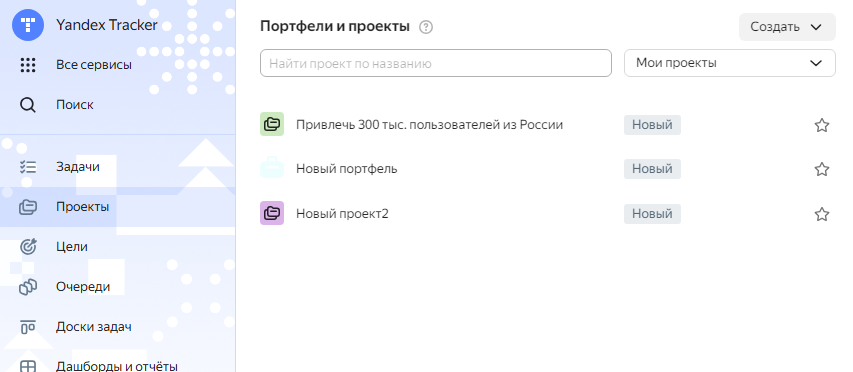 Yandex Tracker
Все сервисы
Поиск
Задачи
Проекты
Цели
Очереди
Доски задач
Дашборды и отчёты
Портфели и проекты ?
Создать
Найти проект по названию
Мои проекты
Привлечь 300 тыс. пользователей из России Новый
Новый портфель Новый
Новый проект2 Новый